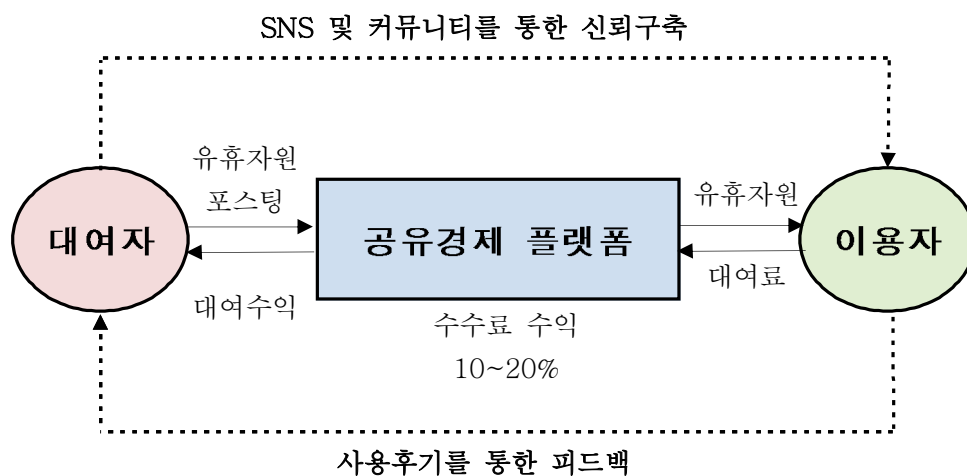 SNS 및 커뮤니티를 통한 신뢰구축
유휴자원
포스팅
대여자
대여수익
공유경제 플랫폼
수수료 수익
10~20%
유휴자원
대여료
이용자
사용후기를 통한 피드백